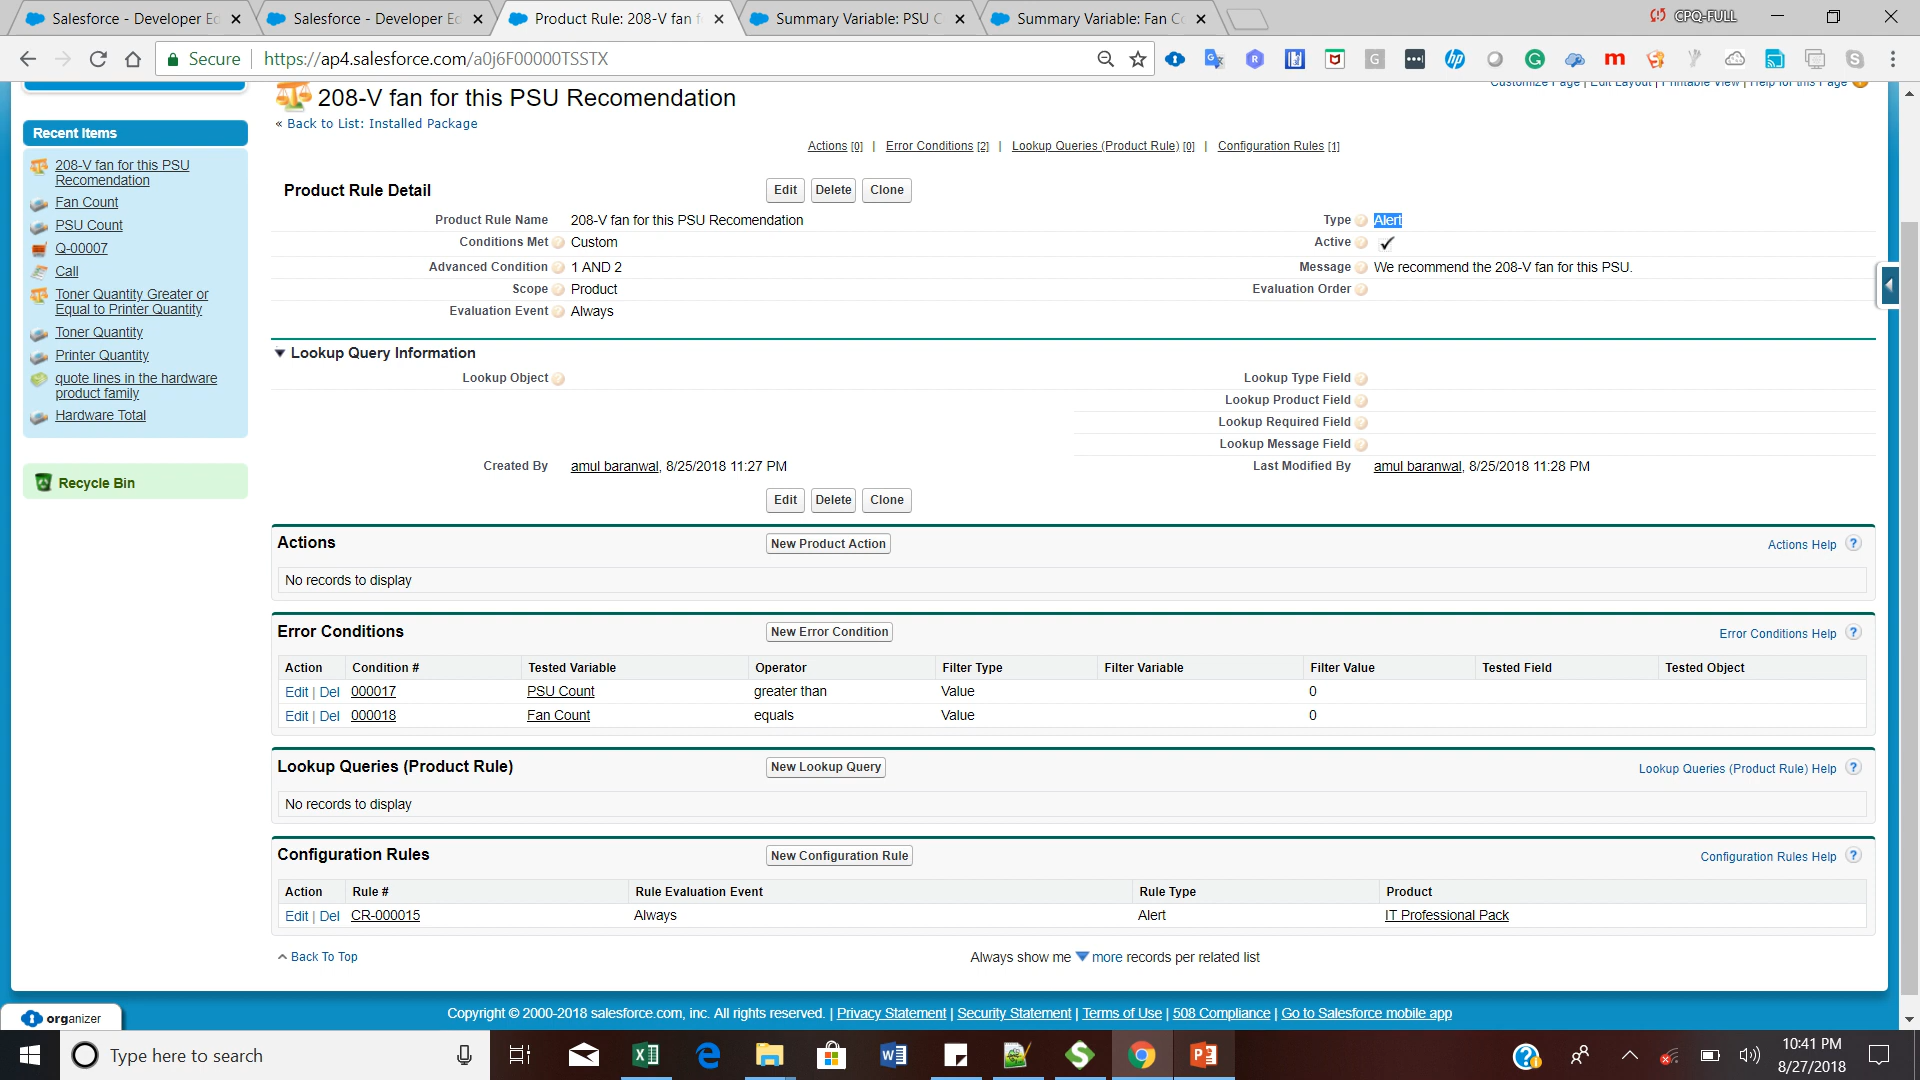 Salesforce - Developer Ed
Salesforce - Developer Ed
Product Rule: 208-V fan f
Summary Variable: PSU C
Summary Variable: Fan Co
CPQ-FULL
Secure
https://ap4.salesforce.com/a0j6F00000TSSTX
Customize Page | Edit Layout | Printable View | Help for this Page
208-V fan for this PSU Recomendation
« Back to List: Installed Package
Actions [0] | Error Conditions [2] | Lookup Queries (Product Rule) [0] | Configuration Rules [1]
Recent Items
208-V fan for this PSU
Recomendation
Fan Count
PSU Count
Q-00007
Call
Toner Quantity Greater or
Equal to Printer Quantity
Toner Quantity
Printer Quantity
quote lines in the hardware
product family
Hardware Total
Recycle Bin
Product Rule Detail
Edit Delete Clone
Product Rule Name 208-V fan for this PSU Recomendation
Type Alert
Conditions Met Custom
Active
Advanced Condition 1 AND 2
Message We recommend the 208-V fan for this PSU.
Scope Product
Evaluation Order
Evaluation Event Always
Lookup Query Information
Lookup Object
Lookup Type Field
Lookup Product Field
Lookup Required Field
Lookup Message Field
Created By amul baranwal, 8/25/2018 11:27 PM
Last Modified By amul baranwal, 8/25/2018 11:28 PM
Edit Delete Clone
Actions
New Product Action
Actions Help ?
No records to display
Error Conditions
New Error Condition
Error Conditions Help ?
Action Condition # Tested Variable Operator Filter Type Filter Variable Filter Value Tested Field Tested Object
Edit | Del 000017 PSU Count greater than Value 0
Edit | Del 000018 Fan Count equals Value 0
Lookup Queries (Product Rule)
New Lookup Query
Lookup Queries (Product Rule) Help ?
No records to display
Configuration Rules
New Configuration Rule
Configuration Rules Help ?
Action Rule # Rule Evaluation Event Rule Type Product
Edit | Del CR-000015 Always Alert IT Professional Pack
Back To Top
Always show me more records per related list
Copyright © 2000-2018 salesforce.com, inc. All rights reserved. | Privacy Statement | Security Statement | Terms of Use | 508 Compliance | Go to Salesforce mobile app
organizer
Type here to search
10:41 PM
8/27/2018